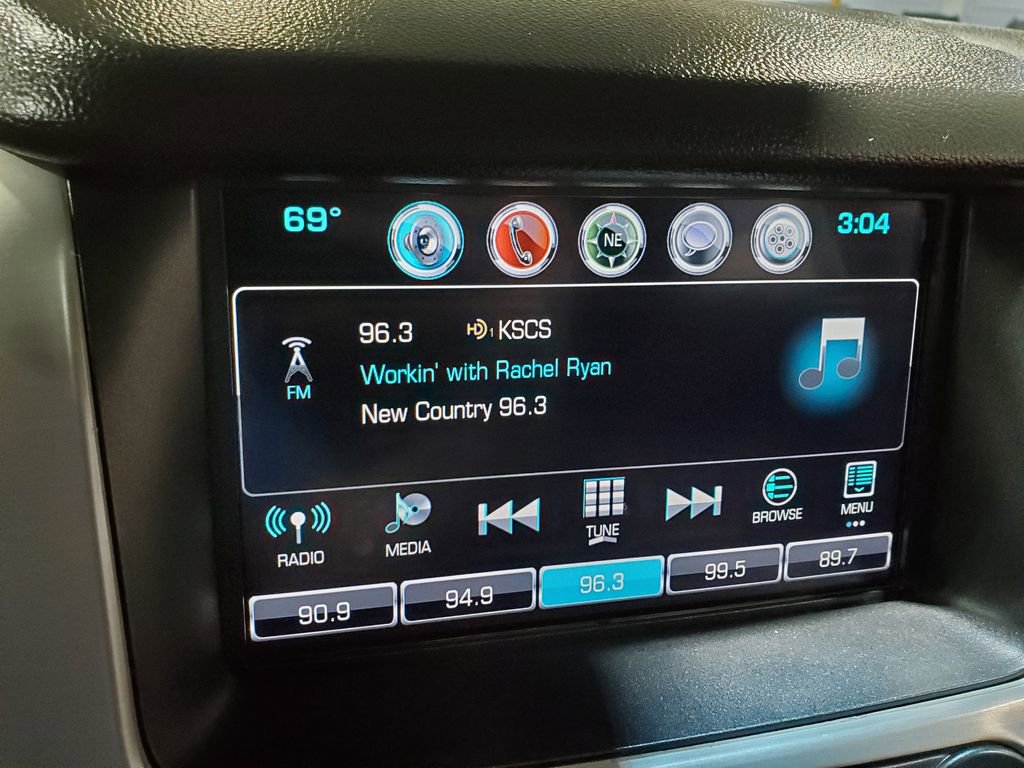 69° NE 3:04
96.3 HD1 KSCS
Workin' with Rachel Ryan
FM
New Country 96.3
RADIO MEDIA TUNE BROWSE MENU
90.9 94.9 96.3 99.5 89.7